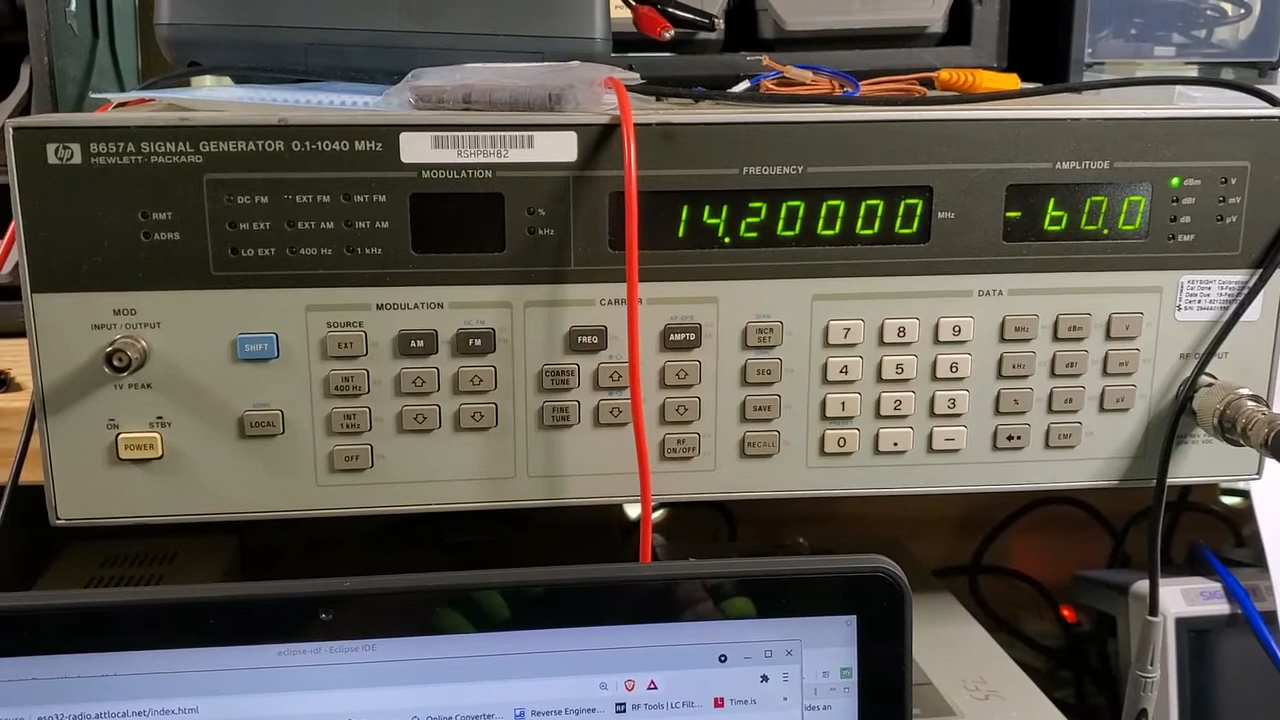 hp
8657A SIGNAL GENERATOR 0.1-1040 MHz
HEWLETT·PACKARD
RSHPBH82
MODULATION
FREQUENCY
AMPLITUDE
RMT
ADRS
DC FM EXT FM INT FM
HI EXT EXT AM INT AM
LO EXT 400 Hz 1 kHz
%
kHz
14.20000 MHz
- 60.0
dBm V
dBf mV
dB µV
EMF
MOD
INPUT/OUTPUT
1V PEAK
ON STBY
POWER
SHIFT
LOCAL
MODULATION
SOURCE
EXT
INT
400 Hz
INT
1 kHz
OFF
AM
DC FM
FM
FREQ
COARSE
TUNE
FINE
TUNE
AMPTD
RF
ON/OFF
INCR
SET
SEQ
SAVE
RECALL
DATA
7 8 9 MHz dBm V
4 5 6 kHz dBf mV
1 2 3 % dB µV
0 . − EMF
KEYSIGHT Calibration
RF OUTPUT
eclipse-idf - Eclipse IDE
esp32-radio.attlocal.net/index.html
Online Converter...
Reverse Enginee...
RF RF Tools | LC Filt...
Time.is
»